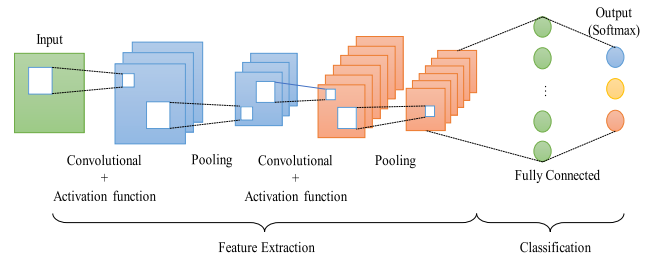 Input
Output
(Softmax)
Convolutional
+
Activation function
Pooling
Convolutional
+
Activation function
Pooling
Fully Connected
Feature Extraction
Classification